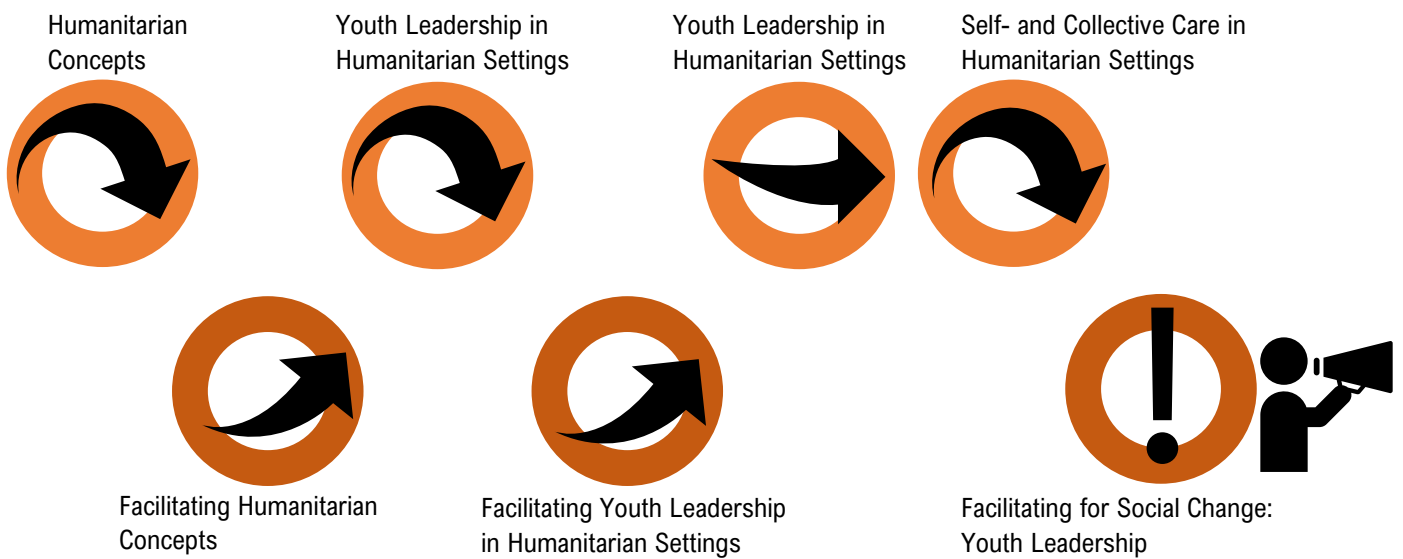 Humanitarian
Concepts
Youth Leadership in
Humanitarian Settings
Youth Leadership in
Humanitarian Settings
Self- and Collective Care in
Humanitarian Settings
Facilitating Humanitarian
Concepts
Facilitating Youth Leadership
in Humanitarian Settings
Facilitating for Social Change:
Youth Leadership